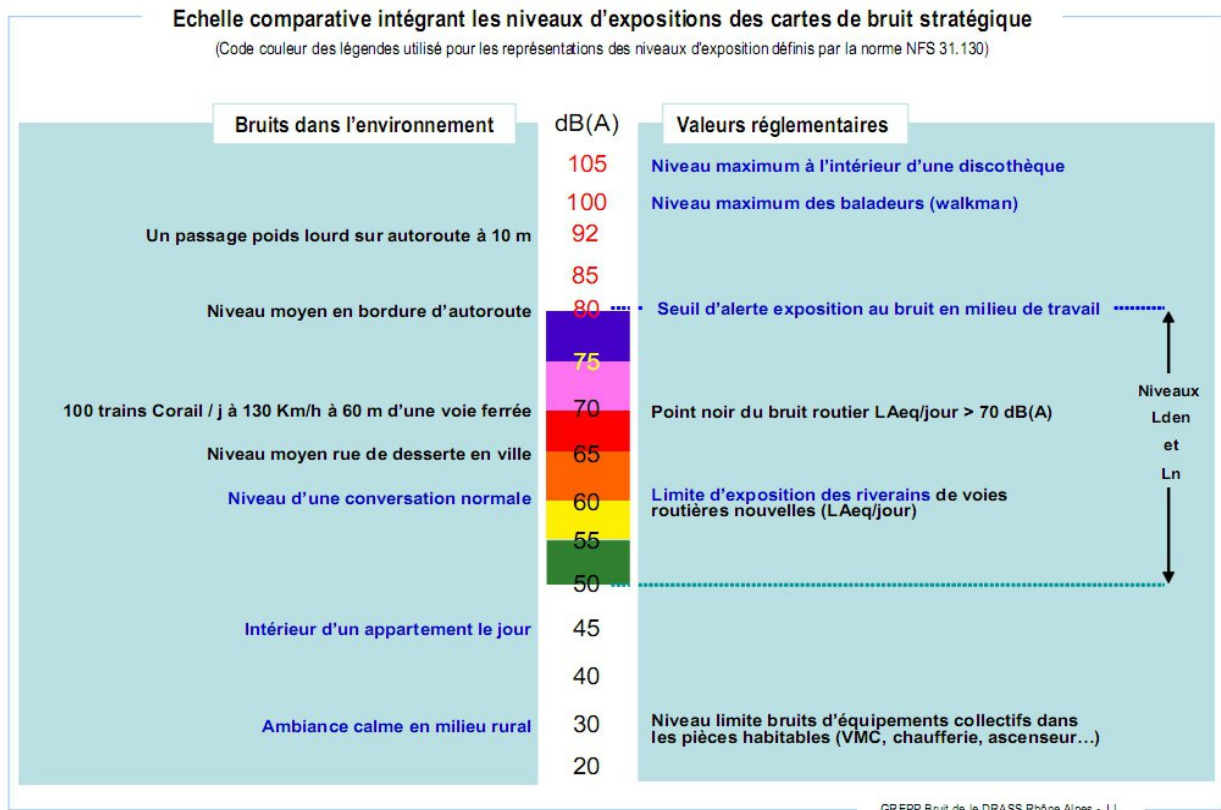 Echelle comparative intégrant les niveaux d'expositions des cartes de bruit stratégique
(Code couleur des légendes utilisé pour les représentations des niveaux d'exposition définis par la norme NFS 31.130)
Bruits dans l'environnement
dB(A)
Valeurs réglementaires
105
Niveau maximum à l'intérieur d'une discothèque
100
Niveau maximum des baladeurs (walkman)
Un passage poids lourd sur autoroute à 10 m
92
85
Niveau moyen en bordure d'autoroute
80
Seuil d'alerte exposition au bruit en milieu de travail
75
100 trains Corail / j à 130 Km/h à 60 m d'une voie ferrée
70
Point noir du bruit routier LAeq/jour > 70 dB(A)
Niveaux
Lden
et
Ln
Niveau moyen rue de desserte en ville
65
Niveau d'une conversation normale
60
Limite d'exposition des riverains de voies
routières nouvelles (LAeq/jour)
55
50
Intérieur d'un appartement le jour
45
40
Ambiance calme en milieu rural
30
Niveau limite bruits d'équipements collectifs dans
les pièces habitables (VMC, chaufferie, ascenseur…)
20
Bruit de le DRASS Rhône Alpes -